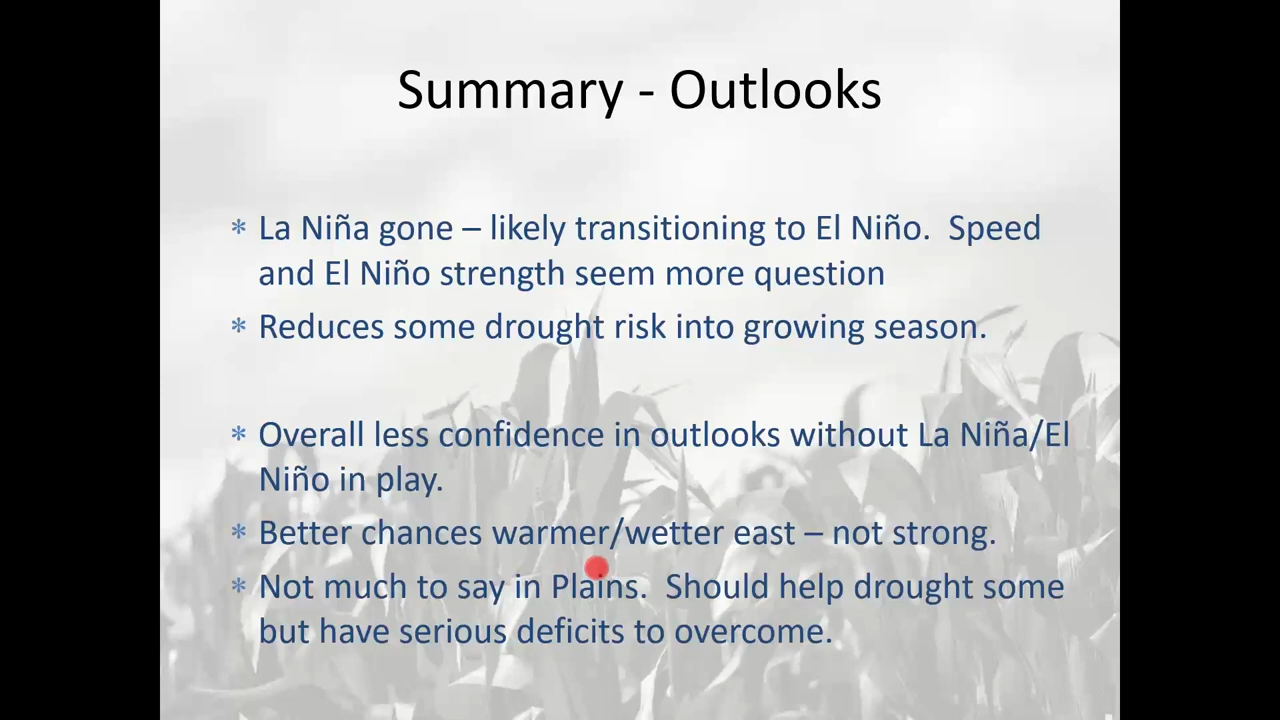 Summary - Outlooks
* La Niña gone – likely transitioning to El Niño.  Speed
and El Niño strength seem more question
* Reduces some drought risk into growing season.
* Overall less confidence in outlooks without La Niña/El
Niño in play.
* Better chances warmer/wetter east – not strong.
* Not much to say in Plains.  Should help drought some
but have serious deficits to overcome.